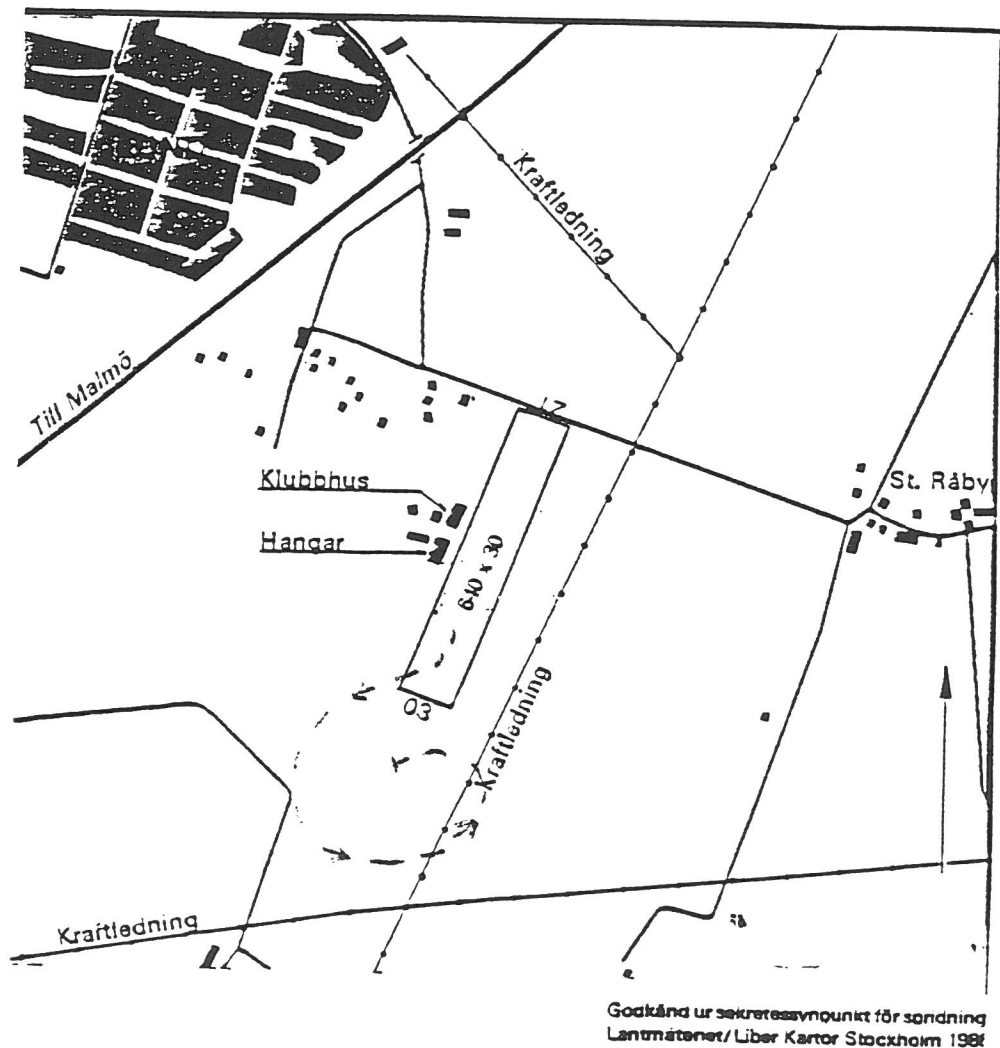 Kraftledning
Till Malmö
Klubbhus
St. Råby
Hangar
640 x 30
03
Kraftledning
Kraftledning
Godkänd ur sekretessynpunkt för spridning
Lantmäteriet/Liber Kartor Stockholm 198